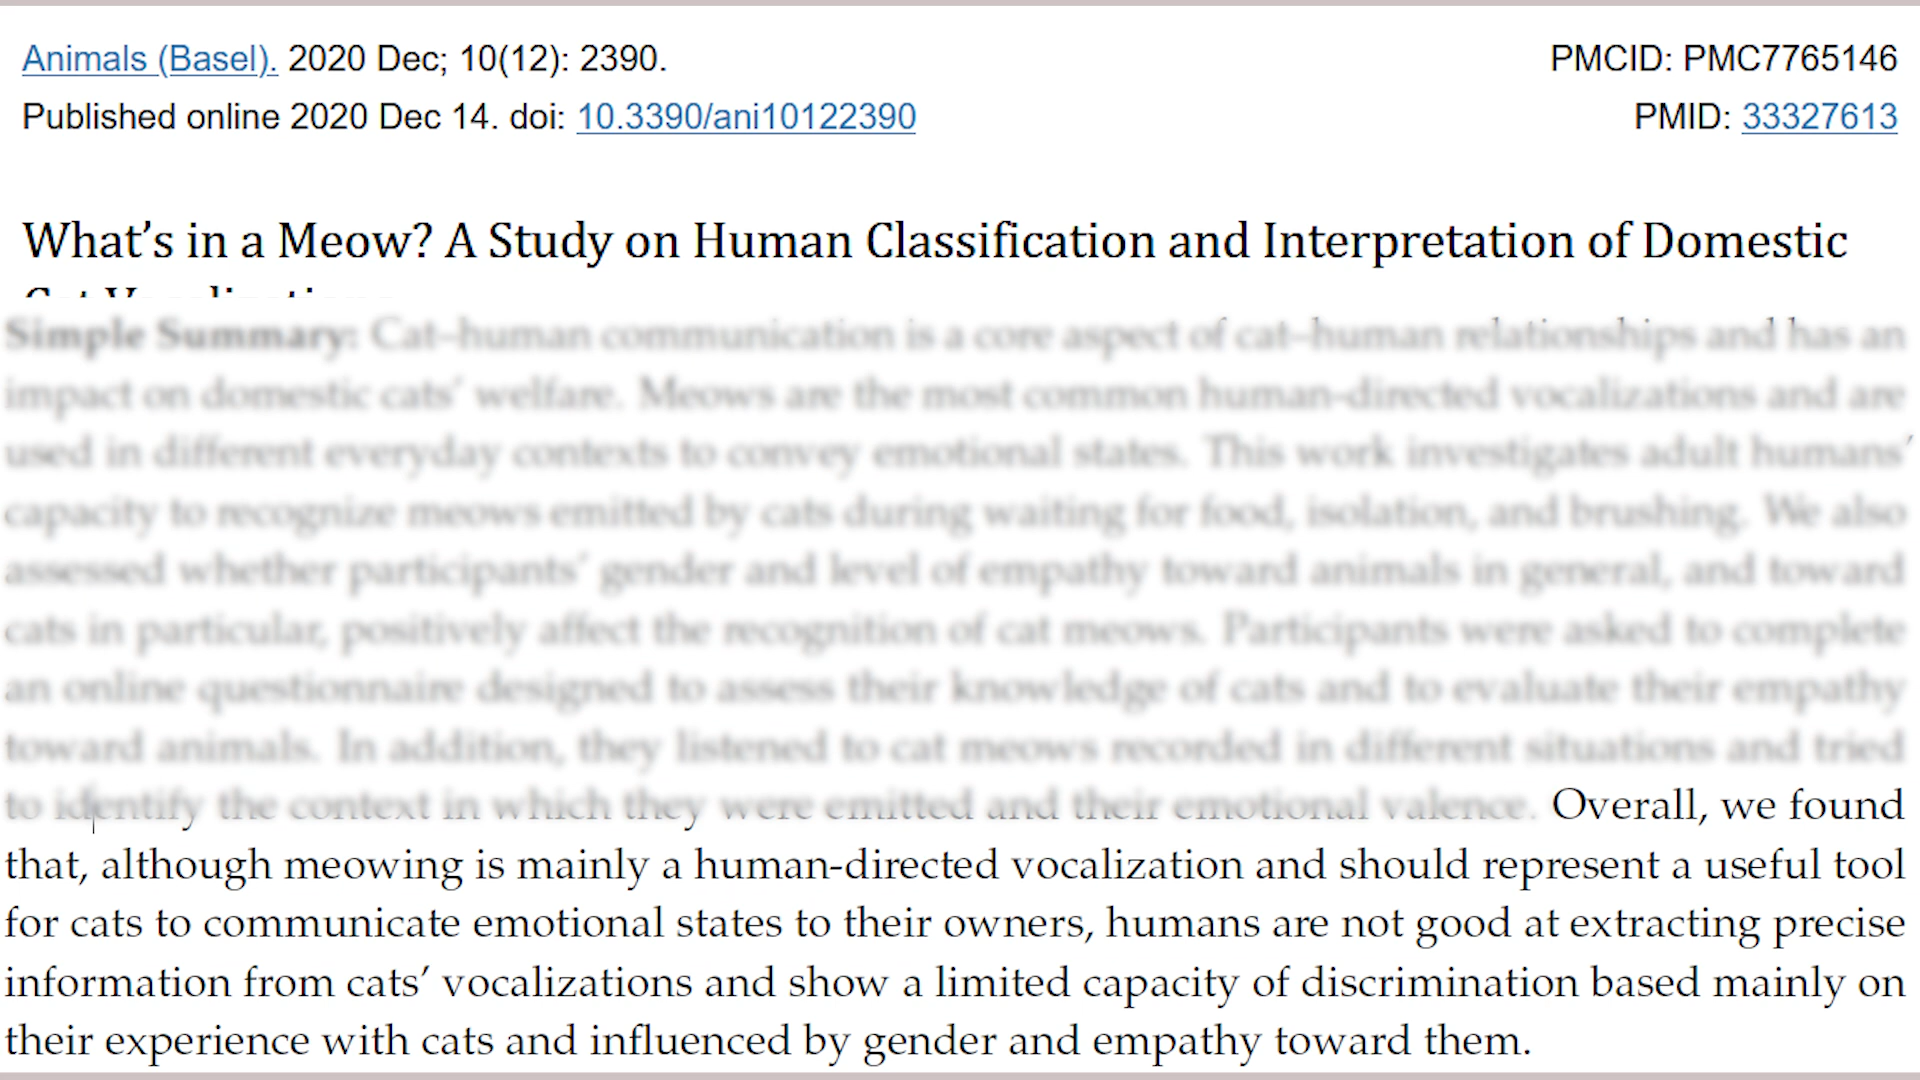 Animals (Basel). 2020 Dec; 10(12): 2390.
PMCID: PMC7765146
Published online 2020 Dec 14. doi: 10.3390/ani10122390
PMID: 33327613
What's in a Meow? A Study on Human Classification and Interpretation of Domestic
Cat Vocalizations
Simple Summary: Cat–human communication is a core aspect of cat–human relationships and has an
impact on domestic cats' welfare. Meows are the most common human-directed vocalizations and are
used in different everyday contexts to convey emotional states. This work investigates adult humans'
capacity to recognize meows emitted by cats during waiting for food, isolation, and brushing. We also
assessed whether participants' gender and level of empathy toward animals in general, and toward
cats in particular, positively affect the recognition of cat meows. Participants were asked to complete
an online questionnaire designed to assess their knowledge of cats and to evaluate their empathy
toward animals. In addition, they listened to cat meows recorded in different situations and tried
to identify the context in which they were emitted and their emotional valence. Overall, we found
that, although meowing is mainly a human-directed vocalization and should represent a useful tool
for cats to communicate emotional states to their owners, humans are not good at extracting precise
information from cats' vocalizations and show a limited capacity of discrimination based mainly on
their experience with cats and influenced by gender and empathy toward them.